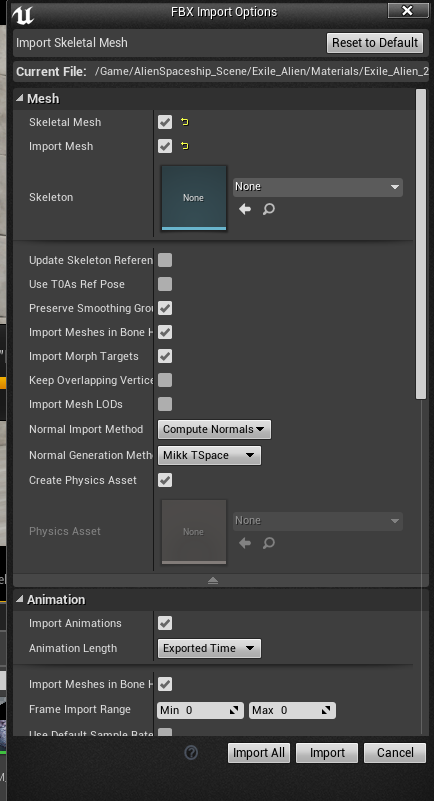 FBX Import Options
Import Skeletal Mesh
Reset to Default
Current File: /Game/AlienSpaceship_Scene/Exile_Alien/Materials/Exile_Alien_2
Mesh
Skeletal Mesh
Import Mesh
Skeleton
None
None
Update Skeleton Referen
Use T0As Ref Pose
Preserve Smoothing Grou
Import Meshes in Bone H
Import Morph Targets
Keep Overlapping Vertice
Import Mesh LODs
Normal Import Method Compute Normals
Normal Generation Meth Mikk TSpace
Create Physics Asset
Physics Asset
None
None
Animation
Import Animations
Animation Length Exported Time
Import Meshes in Bone H
Frame Import Range Min 0 Max 0
Use Default Sample Rate
Import All Import Cancel